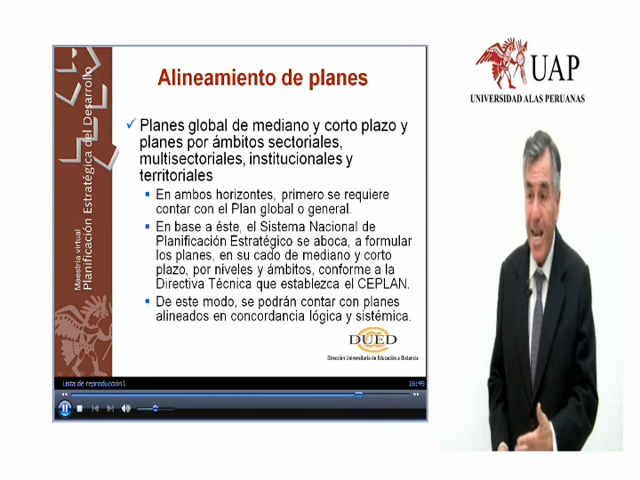 Alineamiento de planes
Planes global de mediano y corto plazo y
planes por ámbitos sectoriales,
multisectoriales, institucionales y
territoriales
En ambos horizontes, primero se requiere
contar con el Plan global o general.
En base a éste, el Sistema Nacional de
Planificación Estratégico se aboca, a formular
los planes, en su cado de mediano y corto
plazo, por niveles y ámbitos, conforme a la
Directiva Técnica que establezca el CEPLAN.
De este modo, se podrán contar con planes
alineados en concordancia lógica y sistémica.
DUED
Dirección Universitaria de Educación a Distancia
Maestría virtual
Planificación Estratégica del Desarrollo
Lista de reproducción1
16:49
UAP
UNIVERSIDAD ALAS PERUANAS